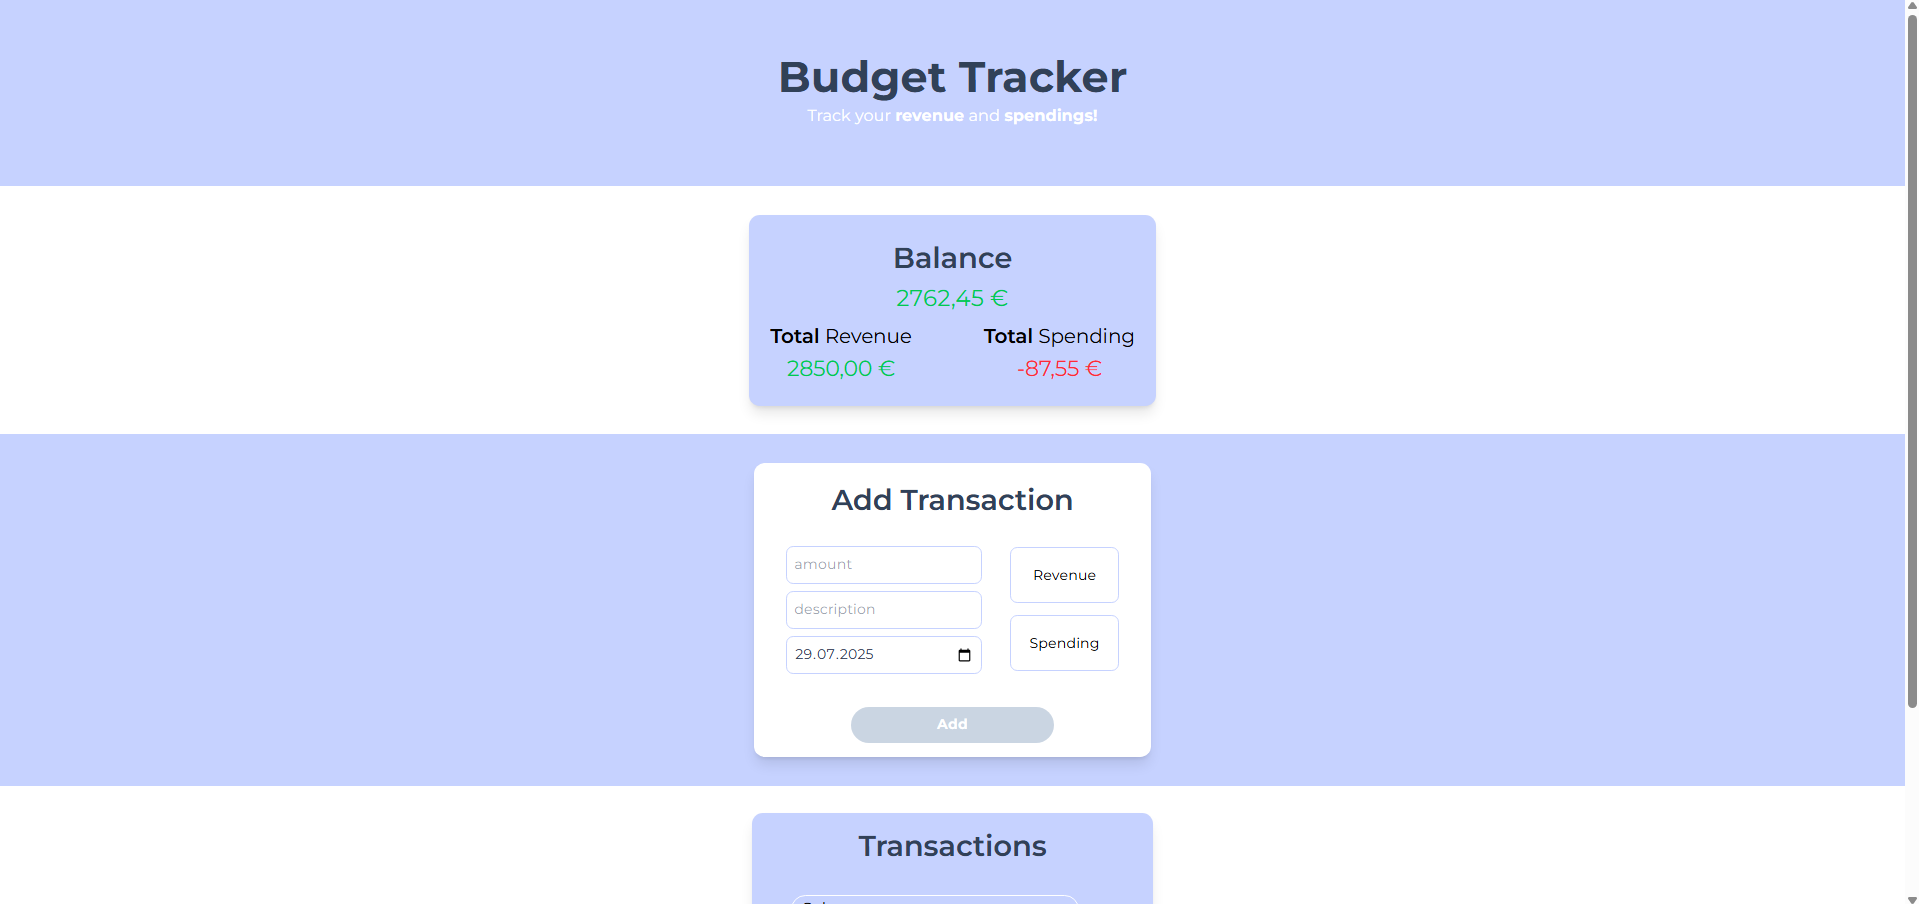 Budget Tracker
Track your revenue and spendings!
Balance
2762,45 €
Total Revenue
2850,00 €
Total Spending
-87,55 €
Add Transaction
amount
description
29.07.2025
Revenue
Spending
Add
Transactions